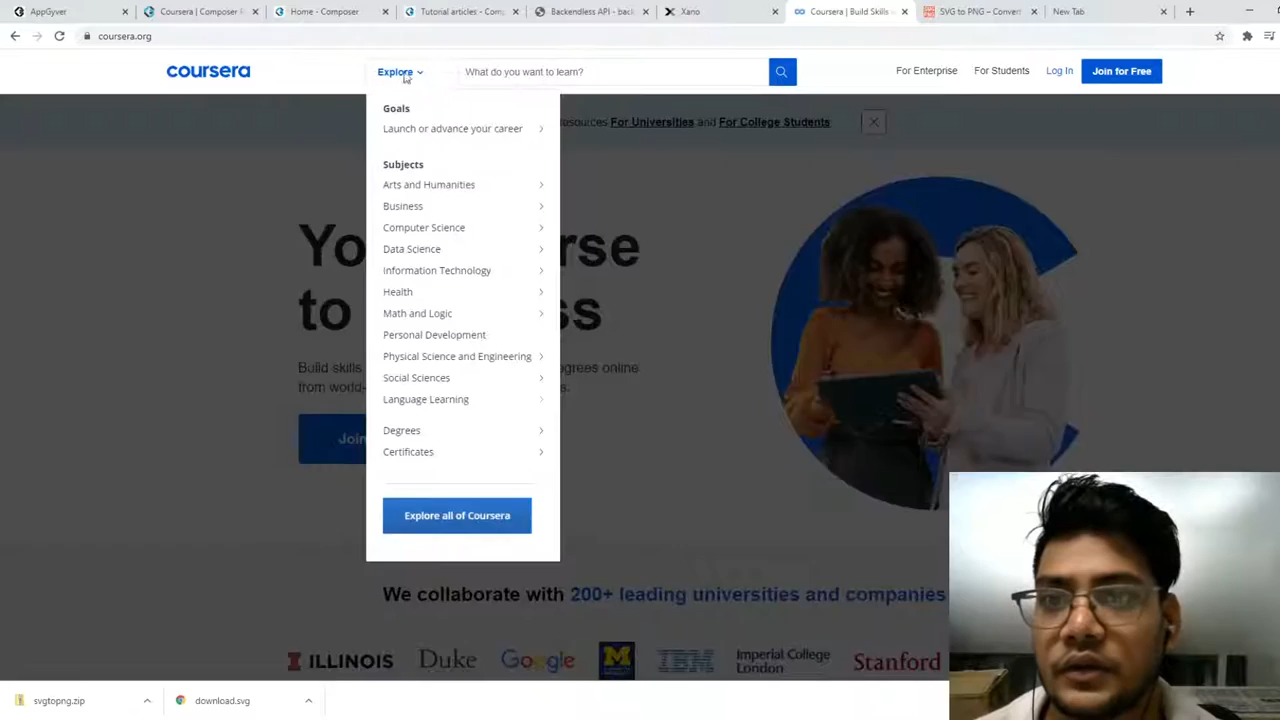 AppGyver
Coursera | Composer
Home - Composer
Tutorial articles - Comp
Backendless API - back
Xano
Coursera | Build Skills
SVG to PNG – Convert
New Tab
coursera.org
coursera
Explore
What do you want to learn?
For Enterprise
For Students
Log In
Join for Free
For Universities and For College Students
Goals
Launch or advance your career
Subjects
Arts and Humanities
Business
Computer Science
Data Science
Information Technology
Health
Math and Logic
Personal Development
Physical Science and Engineering
Social Sciences
Language Learning
Degrees
Certificates
Explore all of Coursera
Build skills
egrees online
from world-
We collaborate with 200+ leading universities and companies
ILLINOIS
Duke
Google
M
IBM
Imperial College
London
Stanford
svgtopng.zip
download.svg